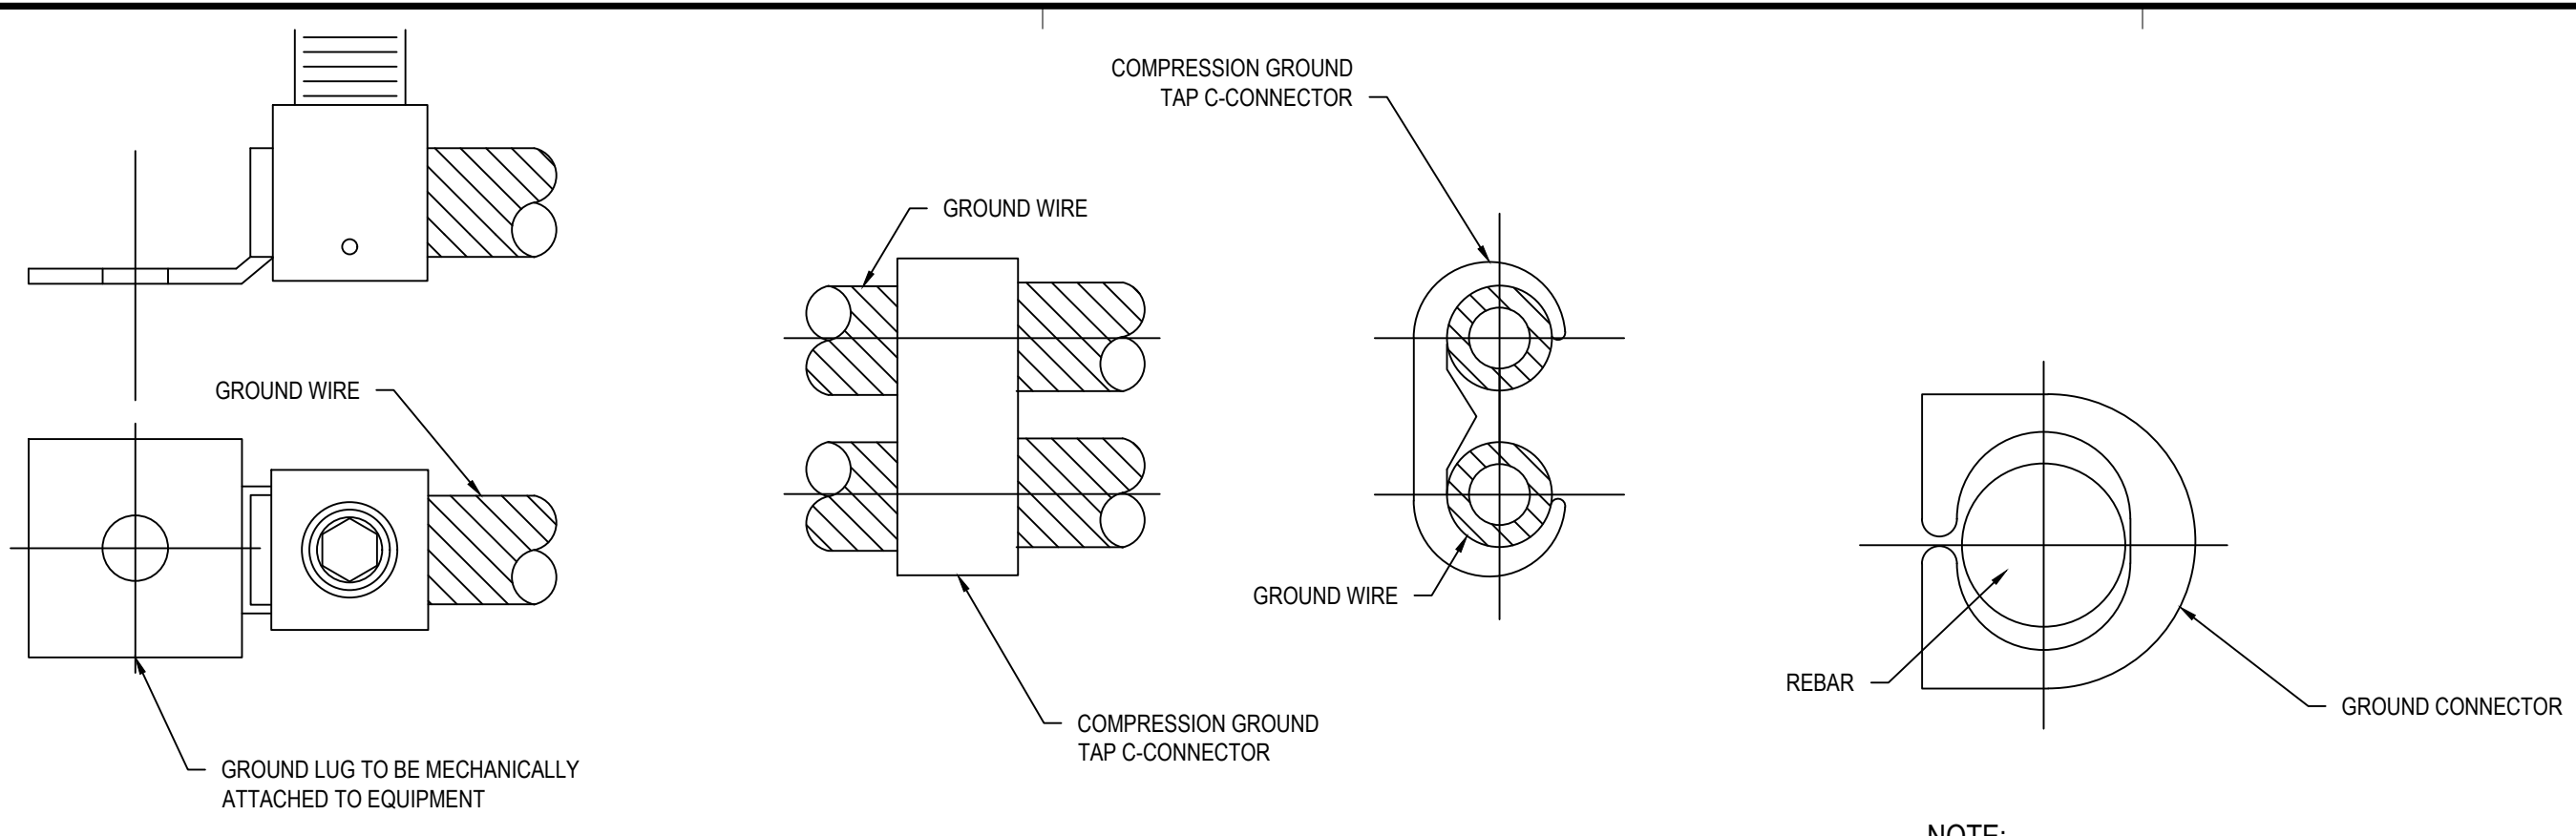 COMPRESSION GROUND
TAP C-CONNECTOR
GROUND WIRE
GROUND WIRE
GROUND WIRE
REBAR
GROUND CONNECTOR
COMPRESSION GROUND
TAP C-CONNECTOR
GROUND LUG TO BE MECHANICALLY
ATTACHED TO EQUIPMENT
NOTE: